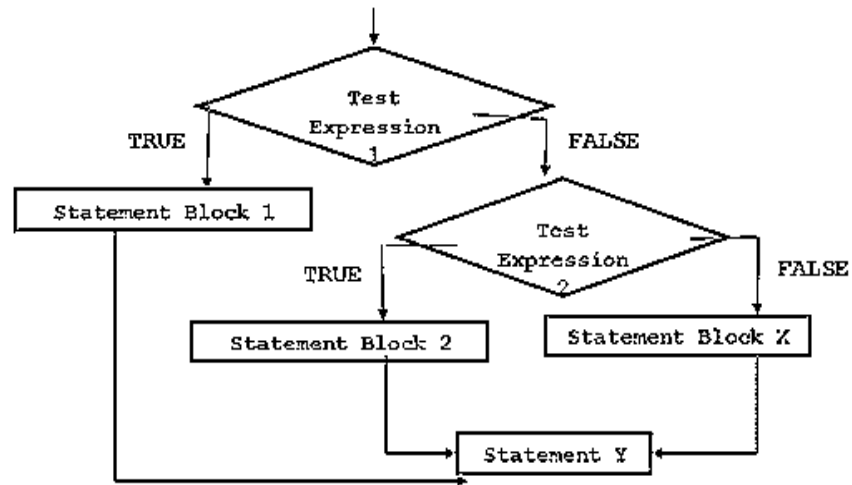 Test
Expression
1
TRUE
FALSE
Statement Block 1
Test
Expression
2
TRUE
FALSE
Statement Block 2
Statement Block X
Statement Y